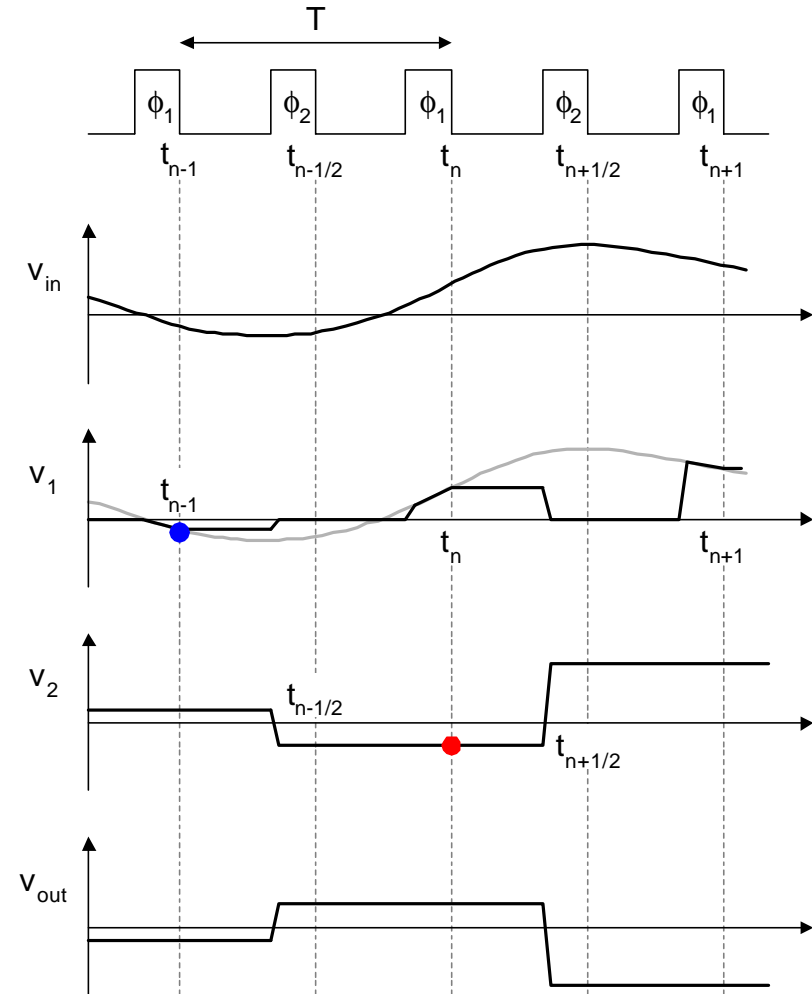 T
ϕ1 ϕ2 ϕ1 ϕ2 ϕ1
tn-1 tn-1/2 tn tn+1/2 tn+1
vin
v1
tn-1
tn tn+1
v2
tn-1/2
tn+1/2
vout